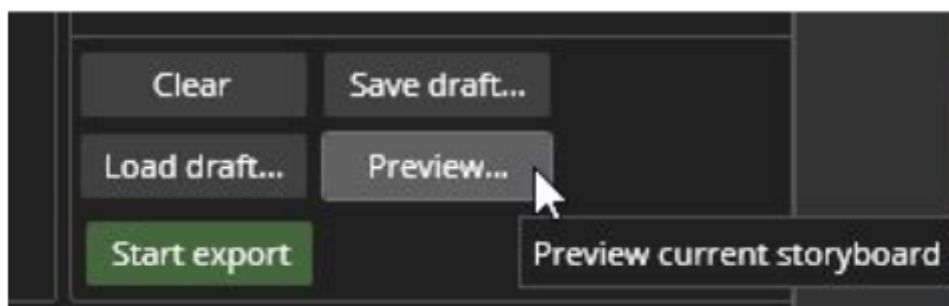 Clear Save draft...
Load draft... Preview...
Start export
Preview current storyboard